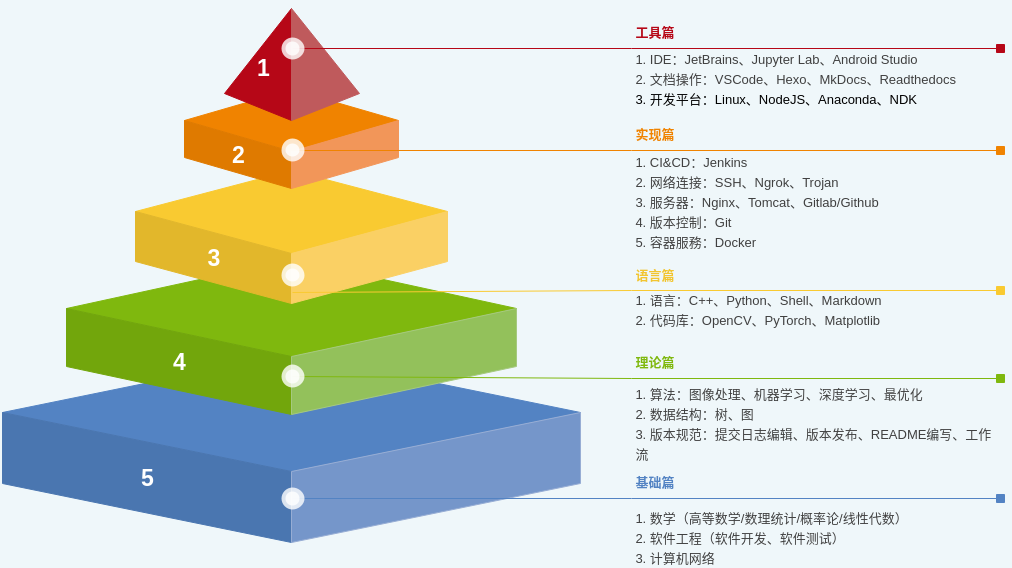 1
2
3
4
5
工具篇
1. IDE：JetBrains、Jupyter Lab、Android Studio
2. 文档操作：VSCode、Hexo、MkDocs、Readthedocs
3. 开发平台：Linux、NodeJS、Anaconda、NDK
实现篇
1. CI&CD：Jenkins
2. 网络连接：SSH、Ngrok、Trojan
3. 服务器：Nginx、Tomcat、Gitlab/Github
4. 版本控制：Git
5. 容器服務：Docker
语言篇
1. 语言：C++、Python、Shell、Markdown
2. 代码库：OpenCV、PyTorch、Matplotlib
理论篇
1. 算法：图像处理、机器学习、深度学习、最优化
2. 数据结构：树、图
3. 版本规范：提交日志编辑、版本发布、README编写、工作
流
基础篇
1. 数学（高等数学/数理统计/概率论/线性代数）
2. 软件工程（软件开发、软件测试）
3. 计算机网络